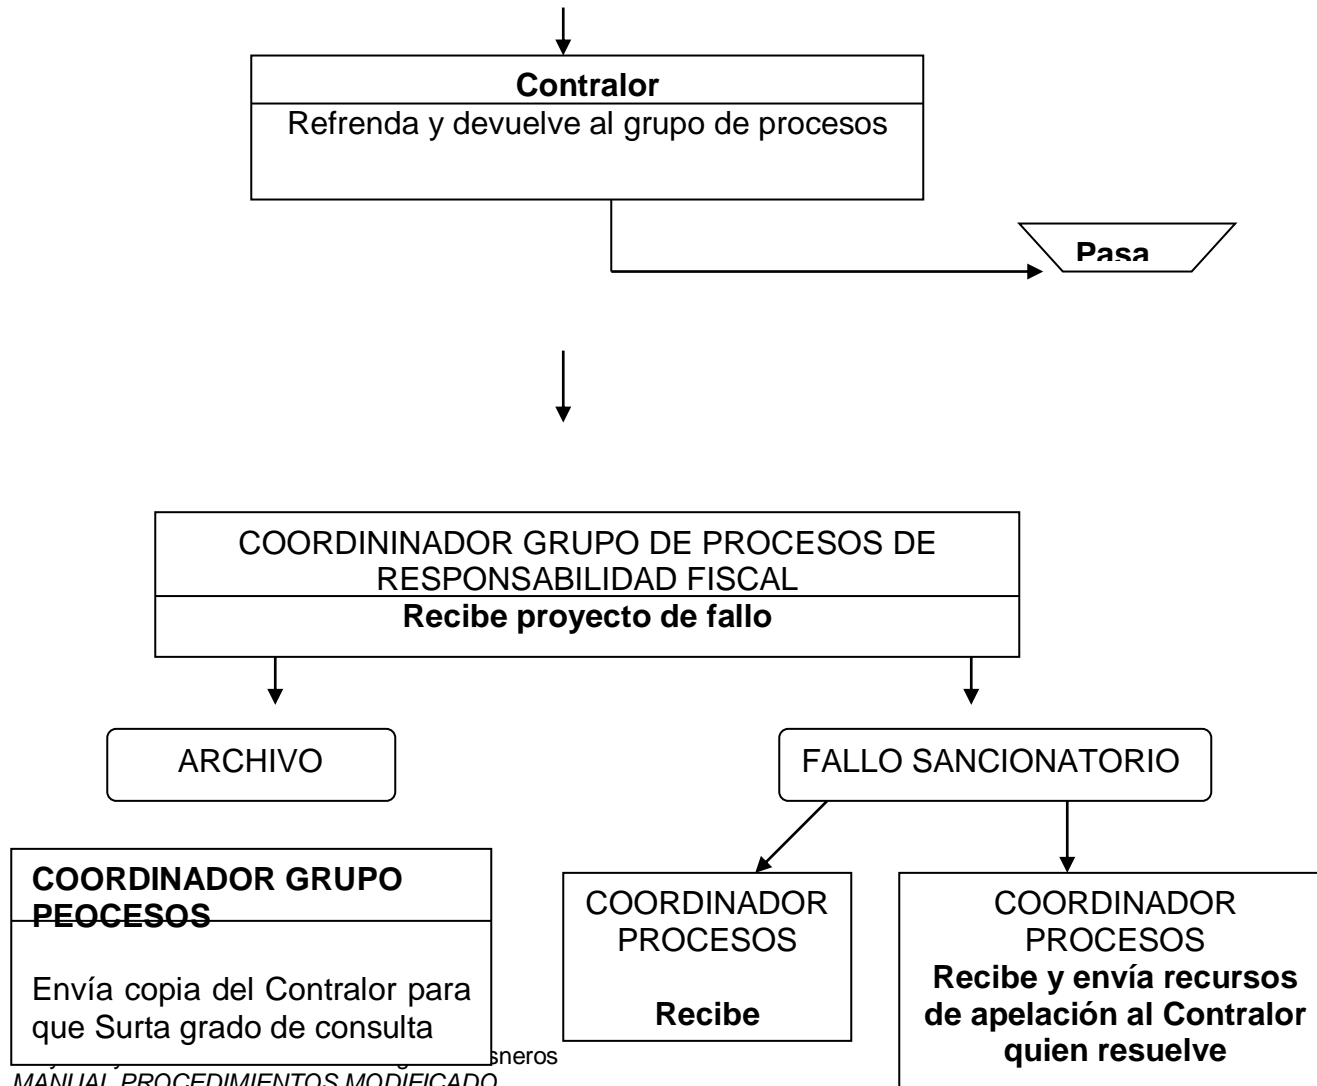 Contralor
Refrenda y devuelve al grupo de procesos
Pasa
COORDININADOR GRUPO DE PROCESOS DE
RESPONSABILIDAD FISCAL
Recibe proyecto de fallo
ARCHIVO
FALLO SANCIONATORIO
COORDINADOR GRUPO
PEOCESOS
Envía copia del Contralor para
que Surta grado de consulta
COORDINADOR
PROCESOS
Recibe
COORDINADOR
PROCESOS
Recibe y envía recursos
de apelación al Contralor
quien resuelve
sneros
MANUAL PROCEDIMIENTOS MODIFICADO